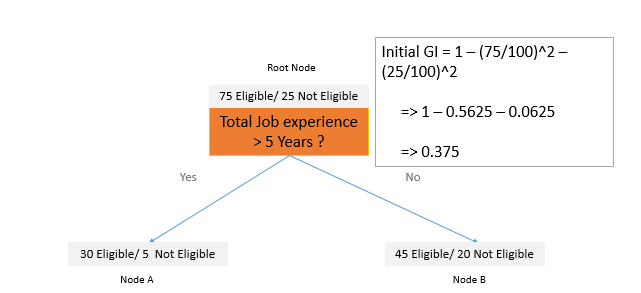 Root Node
75 Eligible/ 25 Not Eligible
Total Job experience
> 5 Years ?
Initial GI = 1 – (75/100)^2 –
(25/100)^2
=> 1 – 0.5625 – 0.0625
=> 0.375
Yes
No
30 Eligible/ 5  Not Eligible
45 Eligible/ 20 Not Eligible
Node A
Node B